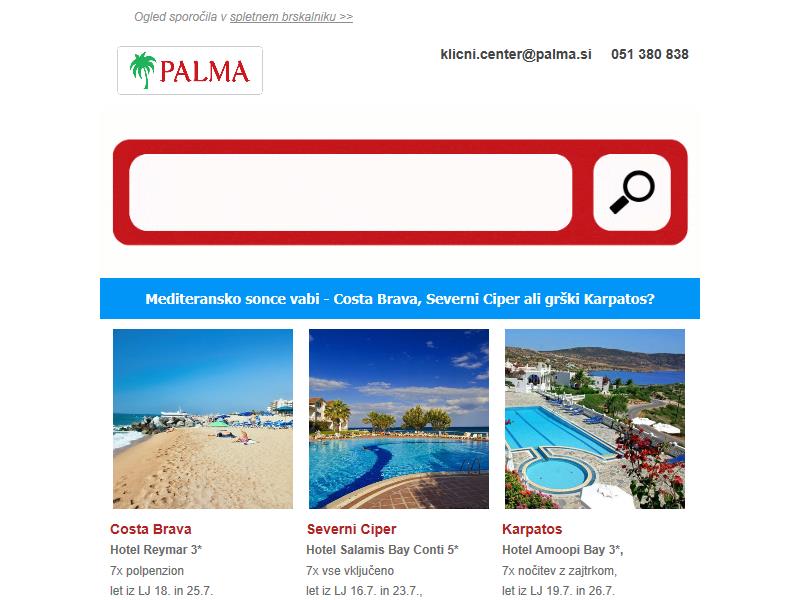 Ogled sporočila v spletnem brskalniku >>
PALMA
klicni.center@palma.si 051 380 838
Mediteransko sonce vabi - Costa Brava, Severni Ciper ali grški Karpatos?
Costa Brava
Hotel Reymar 3*
7x polpenzion
let iz LJ 18. in 25.7.
Severni Ciper
Hotel Salamis Bay Conti 5*
7x vse vključeno
let iz LJ 16.7. in 23.7.,
Karpatos
Hotel Amoopi Bay 3*,
7x nočitev z zajtrkom,
let iz LJ 19.7. in 26.7.